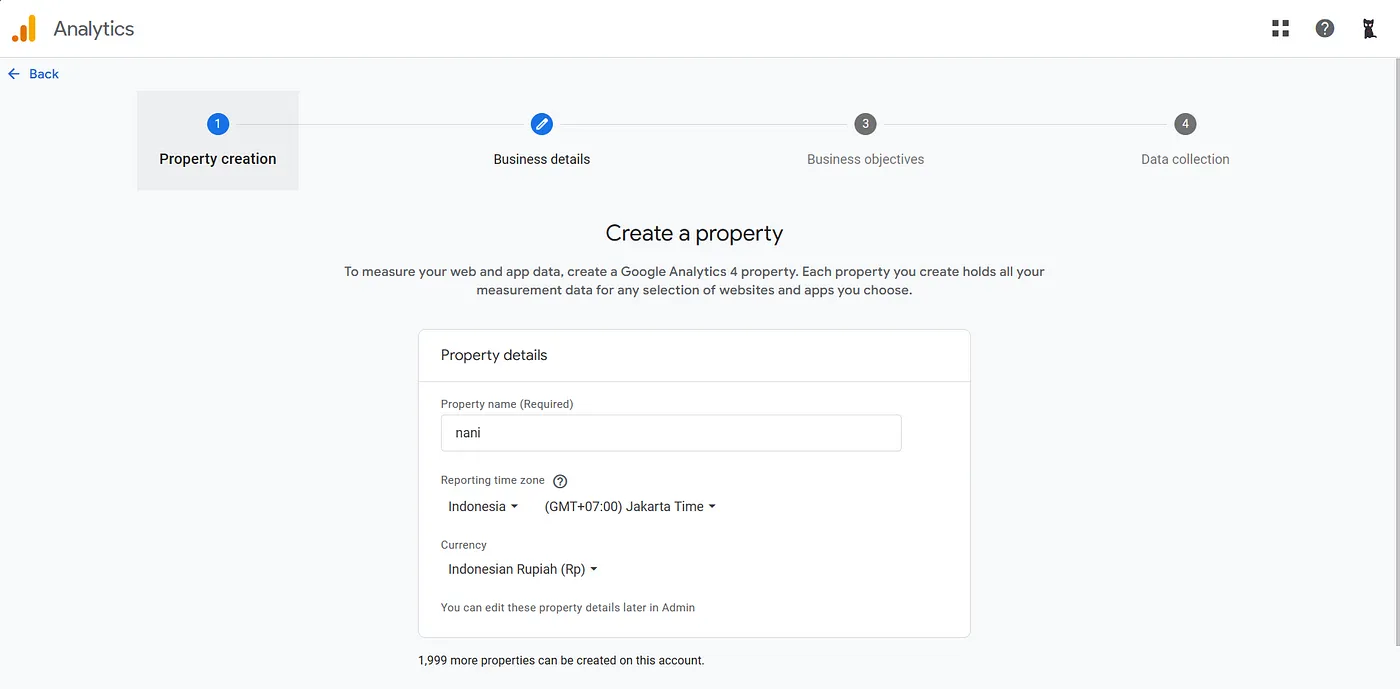 Analytics
?
Back
1
3
4
Property creation
Business details
Business objectives
Data collection
Create a property
To measure your web and app data, create a Google Analytics 4 property. Each property you create holds all your
measurement data for any selection of websites and apps you choose.
Property details
Property name (Required)
nani
Reporting time zone ?
Indonesia (GMT+07:00) Jakarta Time
Currency
Indonesian Rupiah (Rp)
You can edit these property details later in Admin
1,999 more properties can be created on this account.